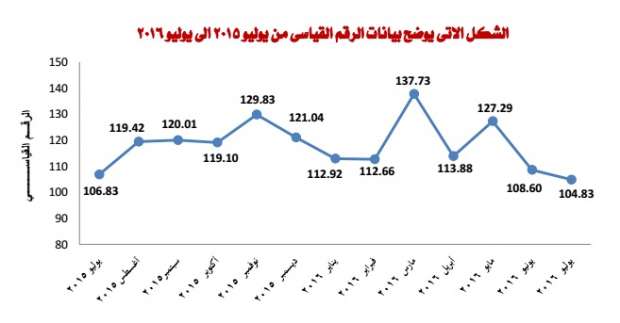 الشكل الاتى يوضح بيانات الرقم القياسى من يوليو ٢٠١٥ الى يوليو ٢٠١٦
الرقم القياســـــي
150
140
130
120
110
100
90
80
106.83
119.42
120.01
119.10
129.83
121.04
112.92
112.66
137.73
113.88
127.29
108.60
104.83
يوليو ٢٠١٥
أغسطس ٢٠١٥
سبتمبر ٢٠١٥
أكتوبر ٢٠١٥
نوفمبر ٢٠١٥
ديسمبر ٢٠١٥
يناير ٢٠١٦
فبراير ٢٠١٦
مارس ٢٠١٦
أبريل ٢٠١٦
مايو ٢٠١٦
يونيو ٢٠١٦
يوليو ٢٠١٦